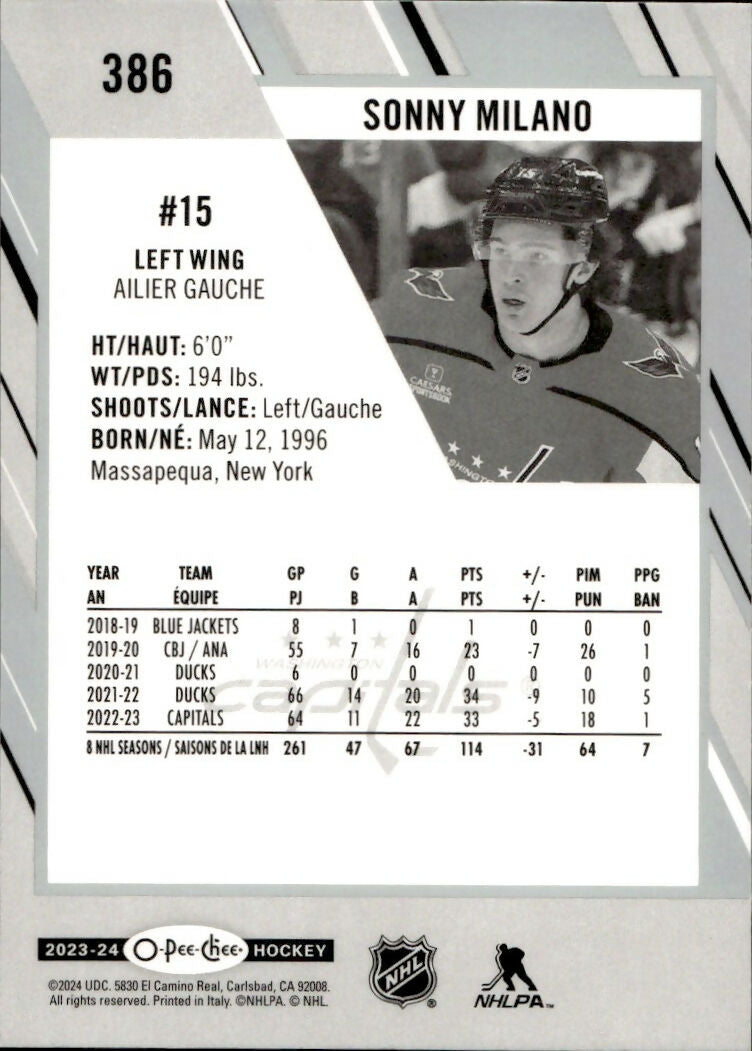 386
SONNY MILANO
#15
LEFT WING
AILIER GAUCHE
HT/HAUT: 6'0"
WT/PDS: 194 lbs.
SHOOTS/LANCE: Left/Gauche
BORN/NÉ: May 12, 1996
Massapequa, New York
CAESARS
SPORTSBOOK
YEAR TEAM GP G A PTS +/- PIM PPG
AN ÉQUIPE PJ B A PTS +/- PUN BAN
2018-19 BLUE JACKETS 8 1 0 1 0 0 0
2019-20 CBJ / ANA 55 7 16 23 -7 26 1
2020-21 DUCKS 6 0 0 0 0 0 0
2021-22 DUCKS 66 14 20 34 -9 10 5
2022-23 CAPITALS 64 11 22 33 -5 18 1
8 NHL SEASONS / SAISONS DE LA LNH 261 47 67 114 -31 64 7
WASHINGTON
capitals
2023-24 O-Pee-Chee HOCKEY
©2024 UDC. 5830 El Camino Real, Carlsbad, CA 92008.
All rights reserved. Printed in Italy. ©NHLPA. © NHL.
NHL ®
NHLPA™